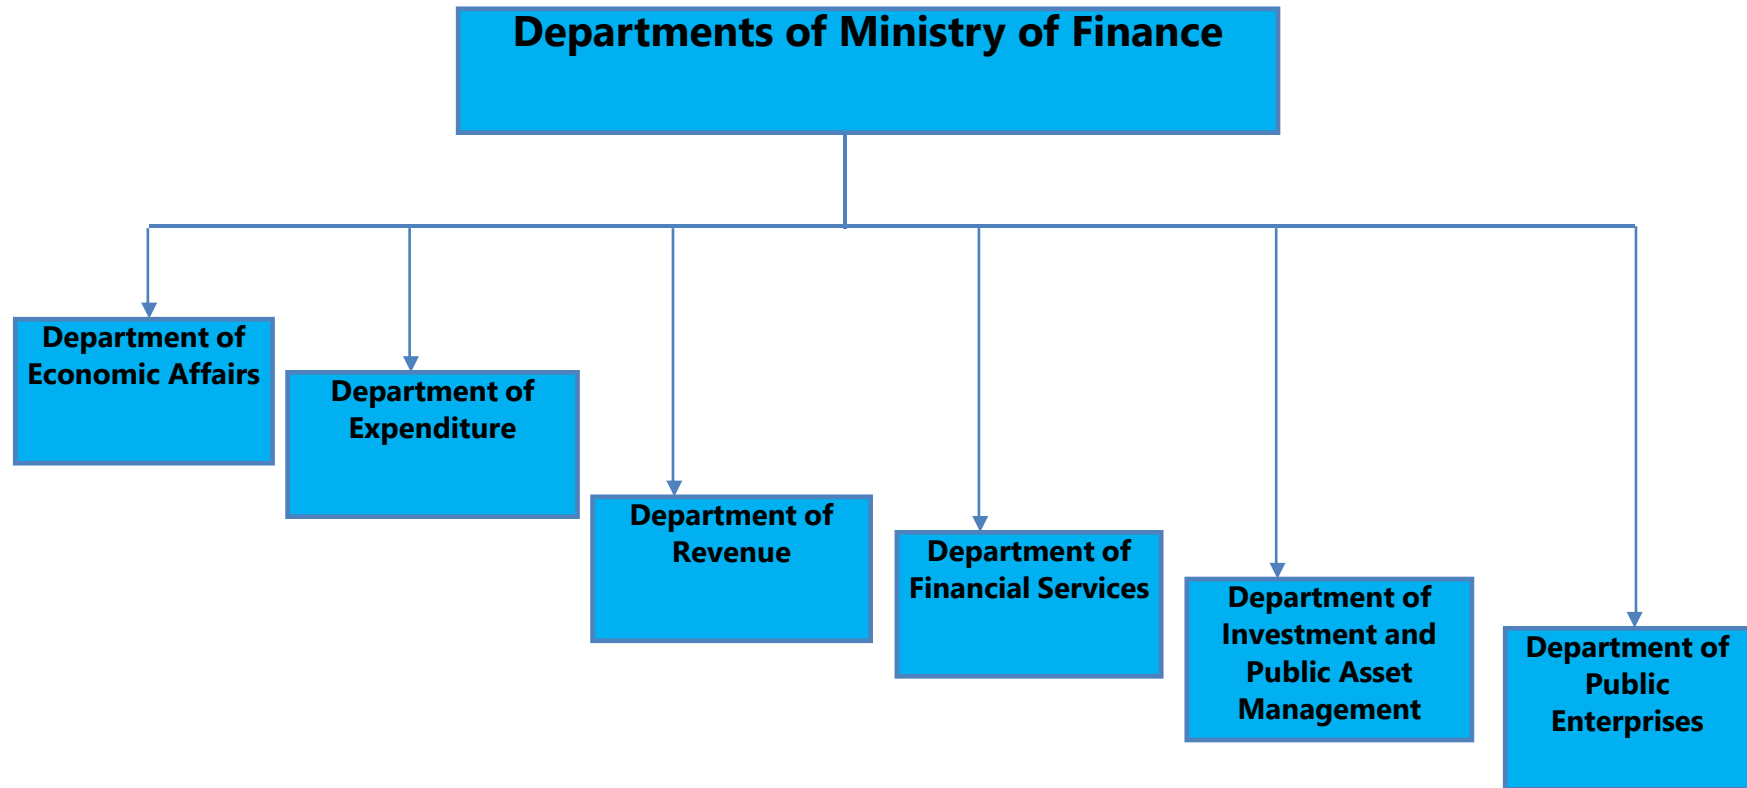 Departments of Ministry of Finance
Department of
Economic Affairs
Department of
Expenditure
Department of
Revenue
Department of
Financial Services
Department of
Investment and
Public Asset
Management
Department of
Public
Enterprises